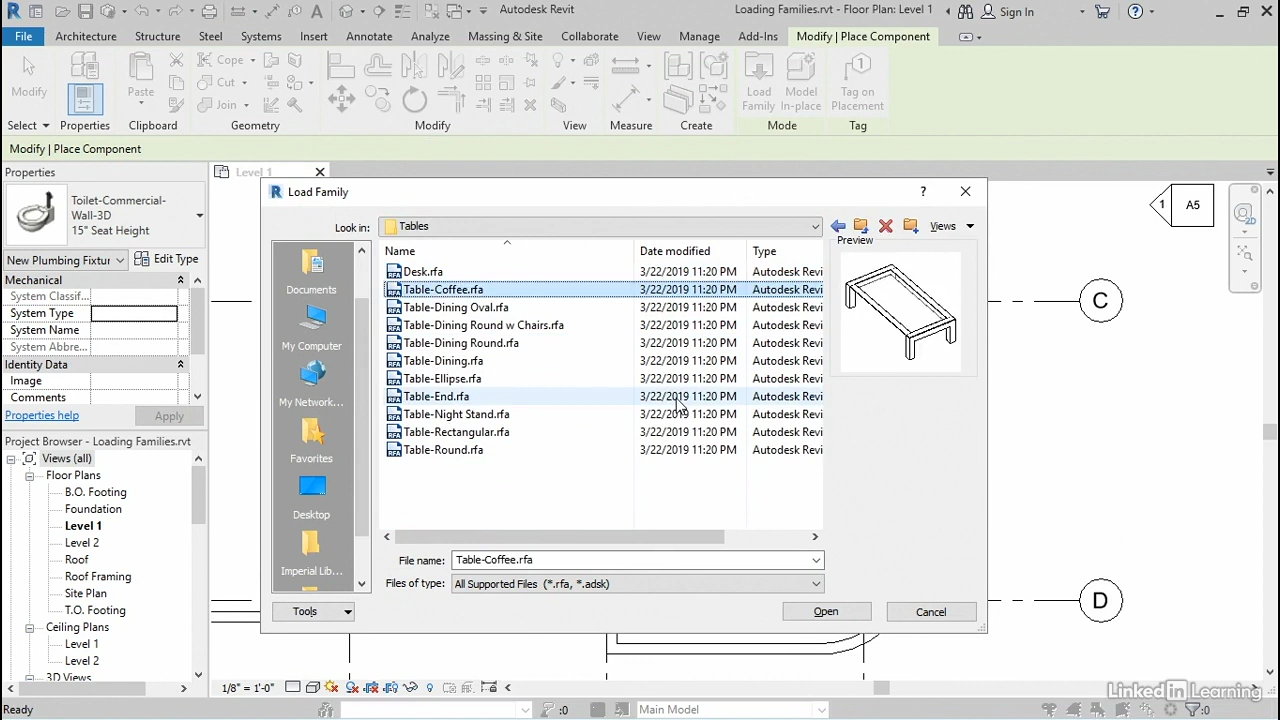 Autodesk Revit
Loading Families.rvt - Floor Plan: Level 1
Sign In
File Architecture Structure Steel Systems Insert Annotate Analyze Massing & Site Collaborate View Manage Add-Ins Modify | Place Component
Cope
Cut
Join
Modify
Paste
Load Family
Model In-place
Tag on Placement
Select Properties Clipboard Geometry Modify View Measure Create Mode Tag
Modify | Place Component
Properties
Level 1
Toilet-Commercial-
Wall-3D
15" Seat Height
New Plumbing Fixtur
Edit Type
Mechanical
System Classif...
System Type
System Name
System Abbre...
Identity Data
Image
Comments
Properties help
Apply
Project Browser - Loading Families.rvt
Views (all)
Floor Plans
B.O. Footing
Foundation
Level 1
Level 2
Roof
Roof Framing
Site Plan
T.O. Footing
Ceiling Plans
Level 1
Level 2
3D Views
Load Family
?
Look in:
Tables
Views
Documents
My Computer
My Network...
Favorites
Desktop
Imperial Lib...
Name Date modified Type
Desk.rfa 3/22/2019 11:20 PM Autodesk Revi
Table-Coffee.rfa 3/22/2019 11:20 PM Autodesk Revi
Table-Dining Oval.rfa 3/22/2019 11:20 PM Autodesk Revi
Table-Dining Round w Chairs.rfa 3/22/2019 11:20 PM Autodesk Revi
Table-Dining Round.rfa 3/22/2019 11:20 PM Autodesk Revi
Table-Dining.rfa 3/22/2019 11:20 PM Autodesk Revi
Table-Ellipse.rfa 3/22/2019 11:20 PM Autodesk Revi
Table-End.rfa 3/22/2019 11:20 PM Autodesk Revi
Table-Night Stand.rfa 3/22/2019 11:20 PM Autodesk Revi
Table-Rectangular.rfa 3/22/2019 11:20 PM Autodesk Revi
Table-Round.rfa 3/22/2019 11:20 PM Autodesk Revi
Preview
File name: Table-Coffee.rfa
Files of type: All Supported Files (*.rfa, *.adsk)
Tools
Open
Cancel
1 A5
C
D
1/8" = 1'-0"
Ready
:0
Main Model
:0
Linked in Learning